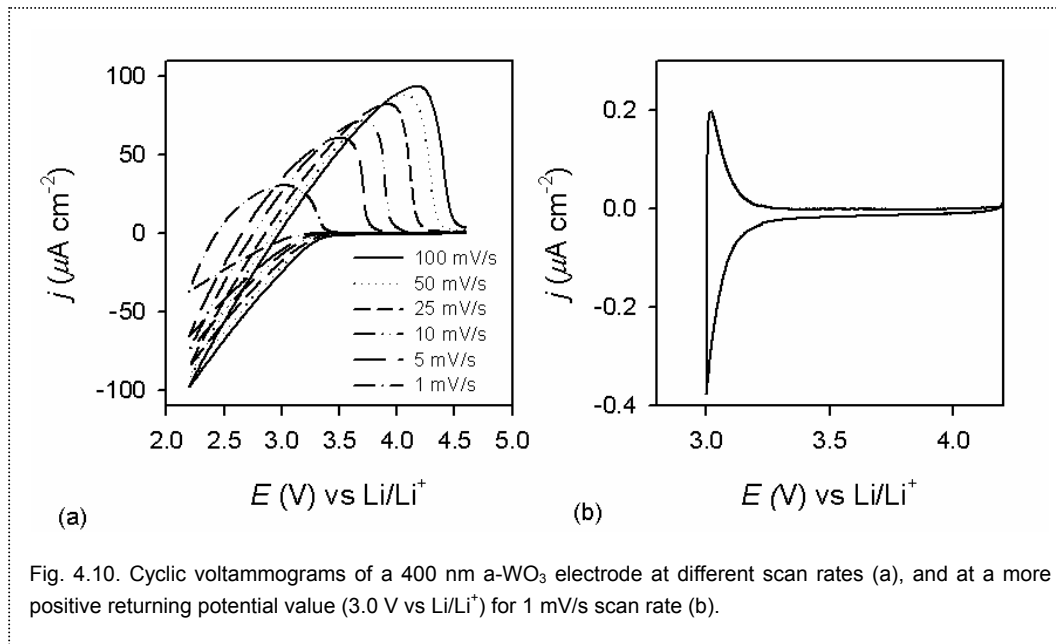 100
50
0
-50
-100
j (μA cm⁻²)
100 mV/s
50 mV/s
25 mV/s
10 mV/s
5 mV/s
1 mV/s
2.0 2.5 3.0 3.5 4.0 4.5 5.0
E (V) vs Li/Li⁺
(a)
0.2
0.0
-0.2
-0.4
j (μA cm⁻²)
3.0 3.5 4.0
E (V) vs Li/Li⁺
(b)
Fig. 4.10. Cyclic voltammograms of a 400 nm a-WO₃ electrode at different scan rates (a), and at a more
positive returning potential value (3.0 V vs Li/Li⁺) for 1 mV/s scan rate (b).